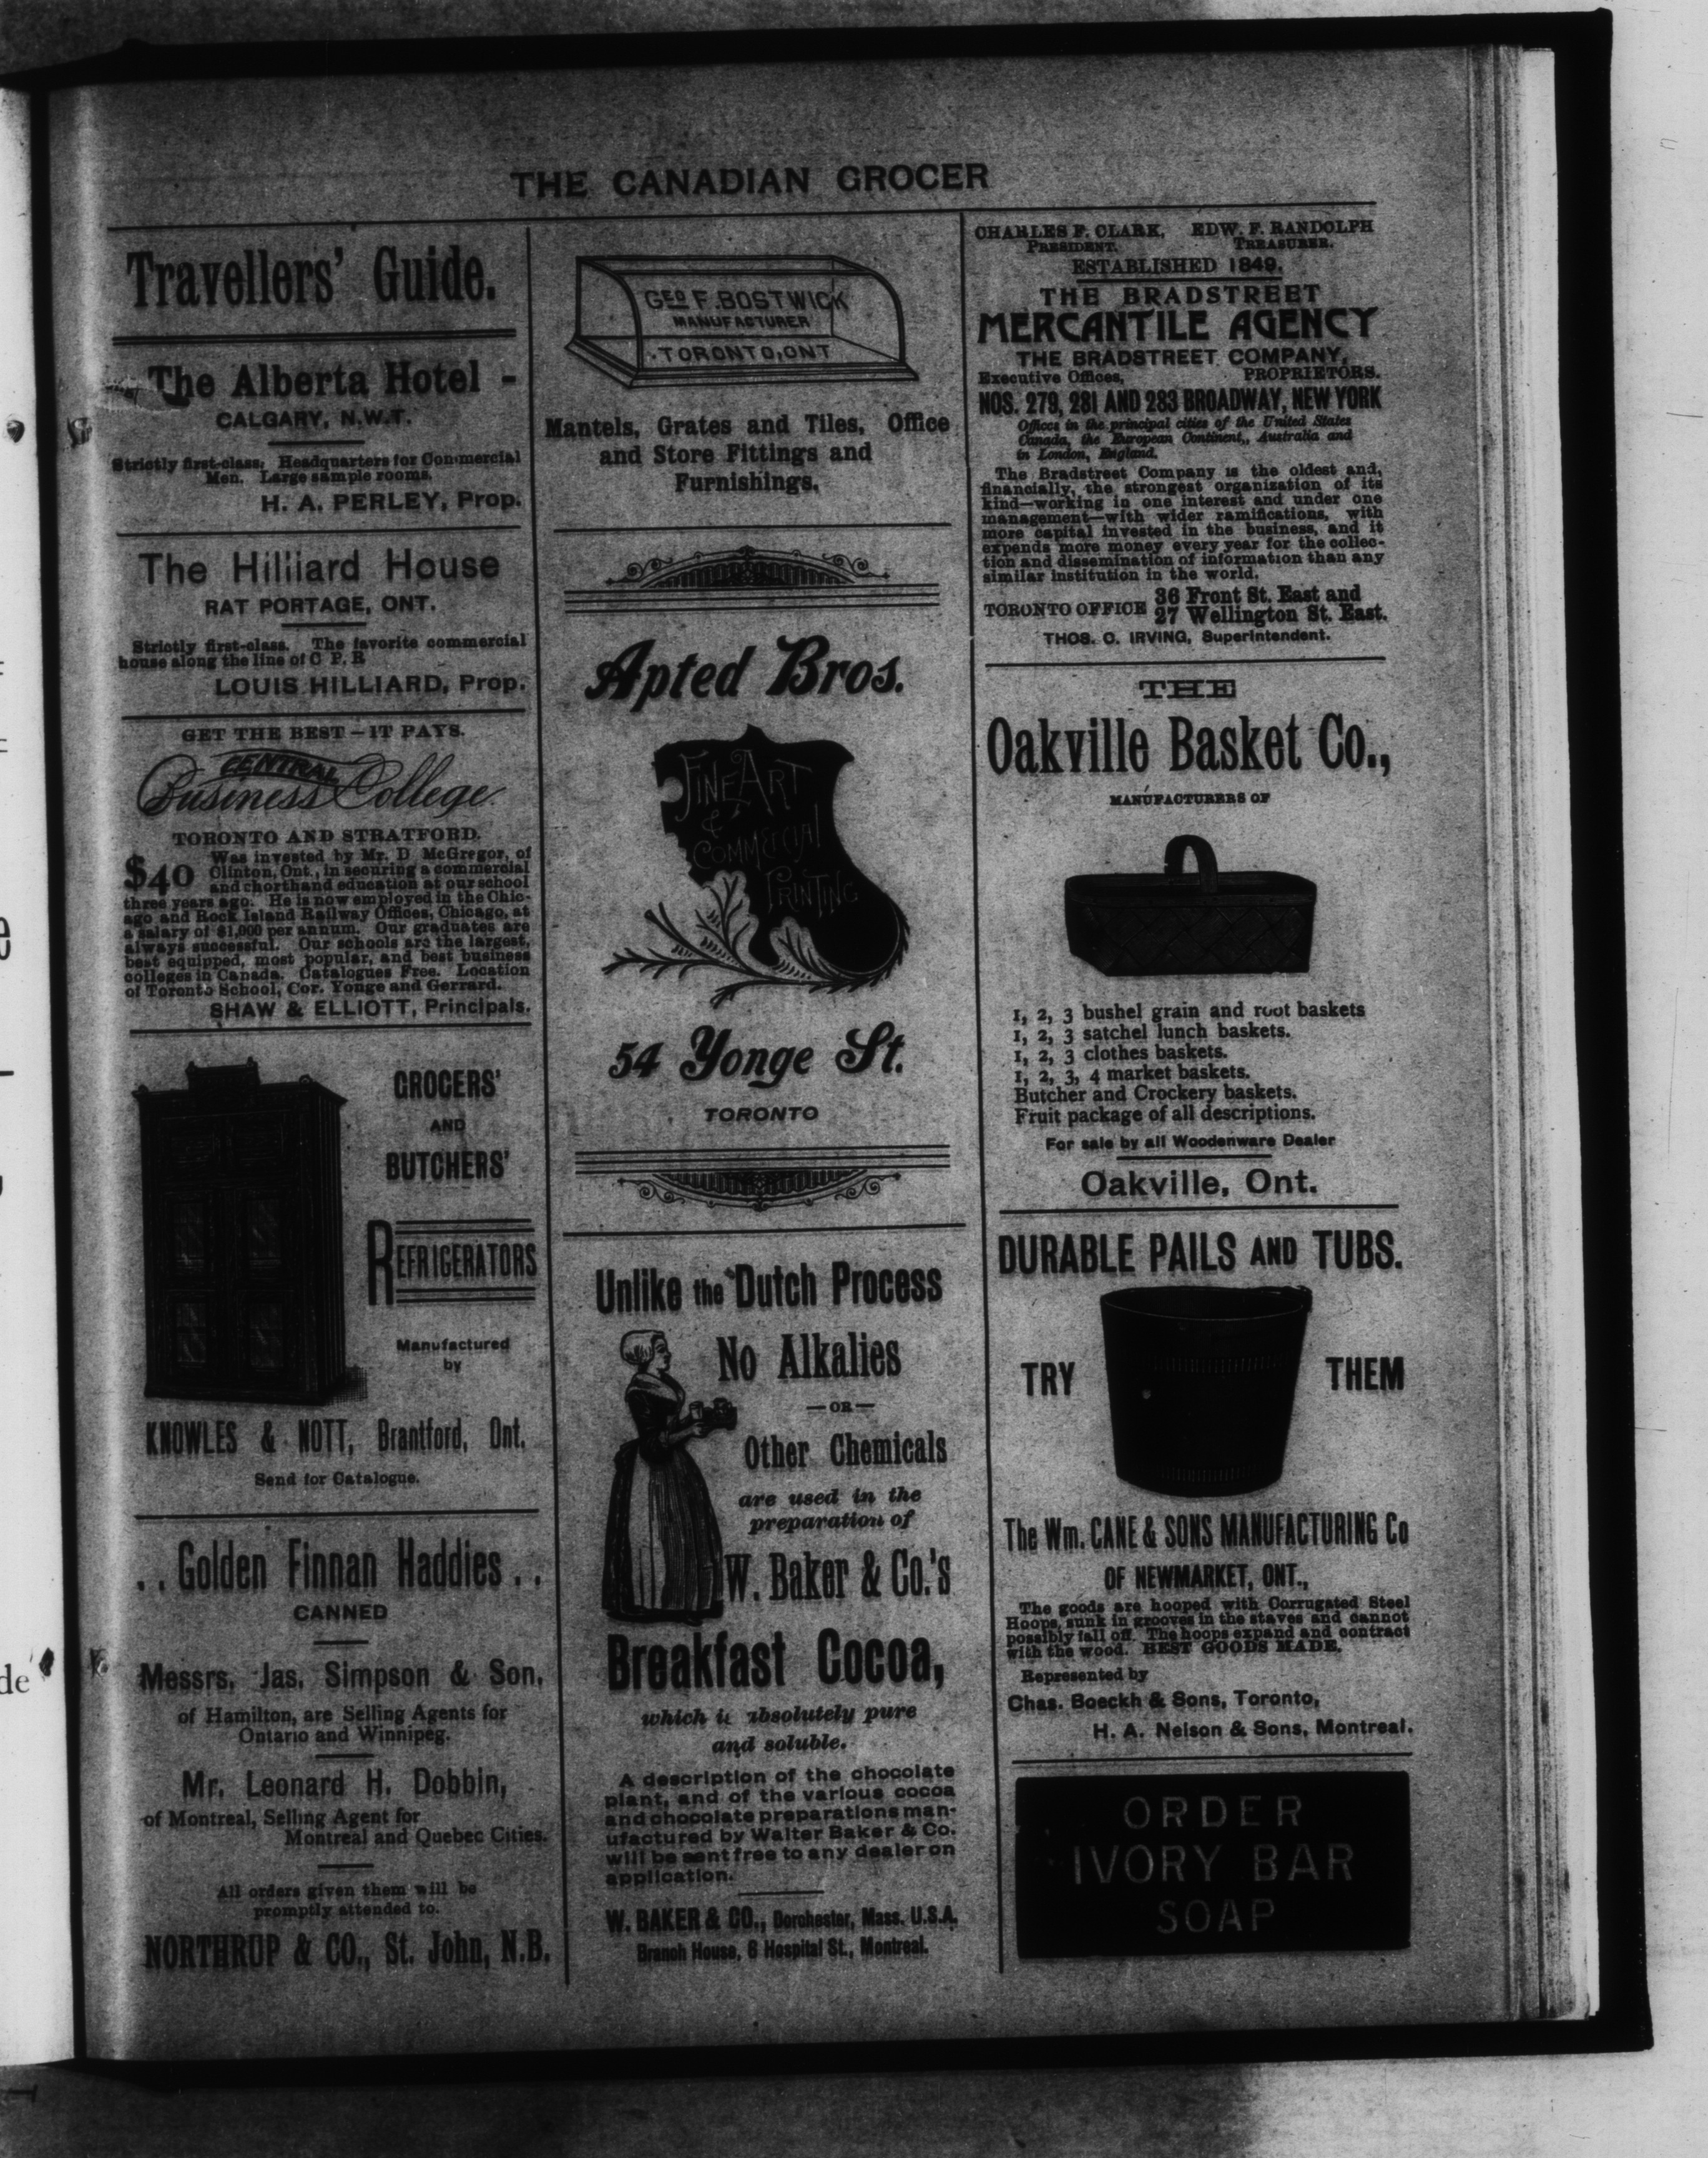 THE CANADIAN GROCER
Travellers' Guide.
The Alberta Hotel -
CALGARY, N.W.T.
Strictly first-class. Headquarters for Commercial
Men. Large sample rooms.
H. A. PERLEY, Prop.
The Hilliard House
RAT PORTAGE, ONT.
Strictly first-class. The favorite commercial
house along the line of C P. R
LOUIS HILLIARD, Prop.
GET THE BEST – IT PAYS.
CENTRAL
Business College.
TORONTO AND STRATFORD.
$40 Was invested by Mr. D McGregor, of
Clinton, Ont., in securing a commercial
and chorthand education at our school
three years ago. He is now employed in the Chic-
ago and Rock Island Railway Offices, Chicago, at
a salary of $1,000 per annum. Our graduates are
always successful. Our schools are the largest,
best equipped, most popular, and best business
colleges in Canada. Catalogues Free. Location
of Toronto School, Cor. Yonge and Gerrard.
SHAW & ELLIOTT, Principals.
GROCERS'
AND
BUTCHERS'
REFRIGERATORS
Manufactured
by
KNOWLES & NOTT, Brantford, Ont.
Send for Catalogue.
. . Golden Finnan Haddies . .
CANNED
Messrs. Jas. Simpson & Son,
of Hamilton, are Selling Agents for
Ontario and Winnipeg.
Mr. Leonard H. Dobbin,
of Montreal, Selling Agent for
Montreal and Quebec Cities.
All orders given them will be
promptly attended to.
NORTHRUP & CO., St. John, N.B.
GEO F. BOSTWICK
MANUFACTURER
TORONTO, ONT
Mantels, Grates and Tiles, Office
and Store Fittings and
Furnishings.
Apted Bros.
FINE ART
&
COMMERCIAL
PRINTING
54 Yonge St.
TORONTO
Unlike the Dutch Process
No Alkalies
—OR—
Other Chemicals
are used in the
preparation of
W. Baker & Co.'s
Breakfast Cocoa,
which is absolutely pure
and soluble.
A description of the chocolate
plant, and of the various cocoa
and chocolate preparations man-
ufactured by Walter Baker & Co.
will be sent free to any dealer on
application.
W. BAKER & CO., Dorchester, Mass. U.S.A.
Branch House, 6 Hospital St., Montreal.
CHARLES F. CLARK, EDW. F. RANDOLPH
PRESIDENT. TREASURER.
ESTABLISHED 1849.
THE BRADSTREET
MERCANTILE AGENCY
THE BRADSTREET COMPANY,
Executive Offices, PROPRIETORS.
NOS. 279, 281 AND 283 BROADWAY, NEW YORK
Offices in the principal cities of the United States
Canada, the European Continent,, Australia and
in London, England.
The Bradstreet Company is the oldest and,
financially, the strongest organization of its
kind—working in one interest and under one
management—with wider ramifications, with
more capital invested in the business, and it
expends more money every year for the collec-
tion and dissemination of information than any
similar institution in the world.
TORONTO OFFICE 36 Front St. East and
27 Wellington St. East.
THOS. C. IRVING, Superintendent.
THE
Oakville Basket Co.,
MANUFACTURERS OF
1, 2, 3 bushel grain and root baskets
1, 2, 3 satchel lunch baskets.
1, 2, 3 clothes baskets.
1, 2, 3, 4 market baskets.
Butcher and Crockery baskets.
Fruit package of all descriptions.
For sale by all Woodenware Dealer
Oakville, Ont.
DURABLE PAILS AND TUBS.
TRY THEM
The Wm. CANE & SONS MANUFACTURING Co
OF NEWMARKET, ONT.,
The goods are hooped with Corrugated Steel
Hoops, sunk in grooves in the staves and cannot
possibly fall off. The hoops expand and contract
with the wood. BEST GOODS MADE.
Represented by
Chas. Boeckh & Sons, Toronto,
H. A. Nelson & Sons, Montreal.
ORDER
IVORY BAR
SOAP